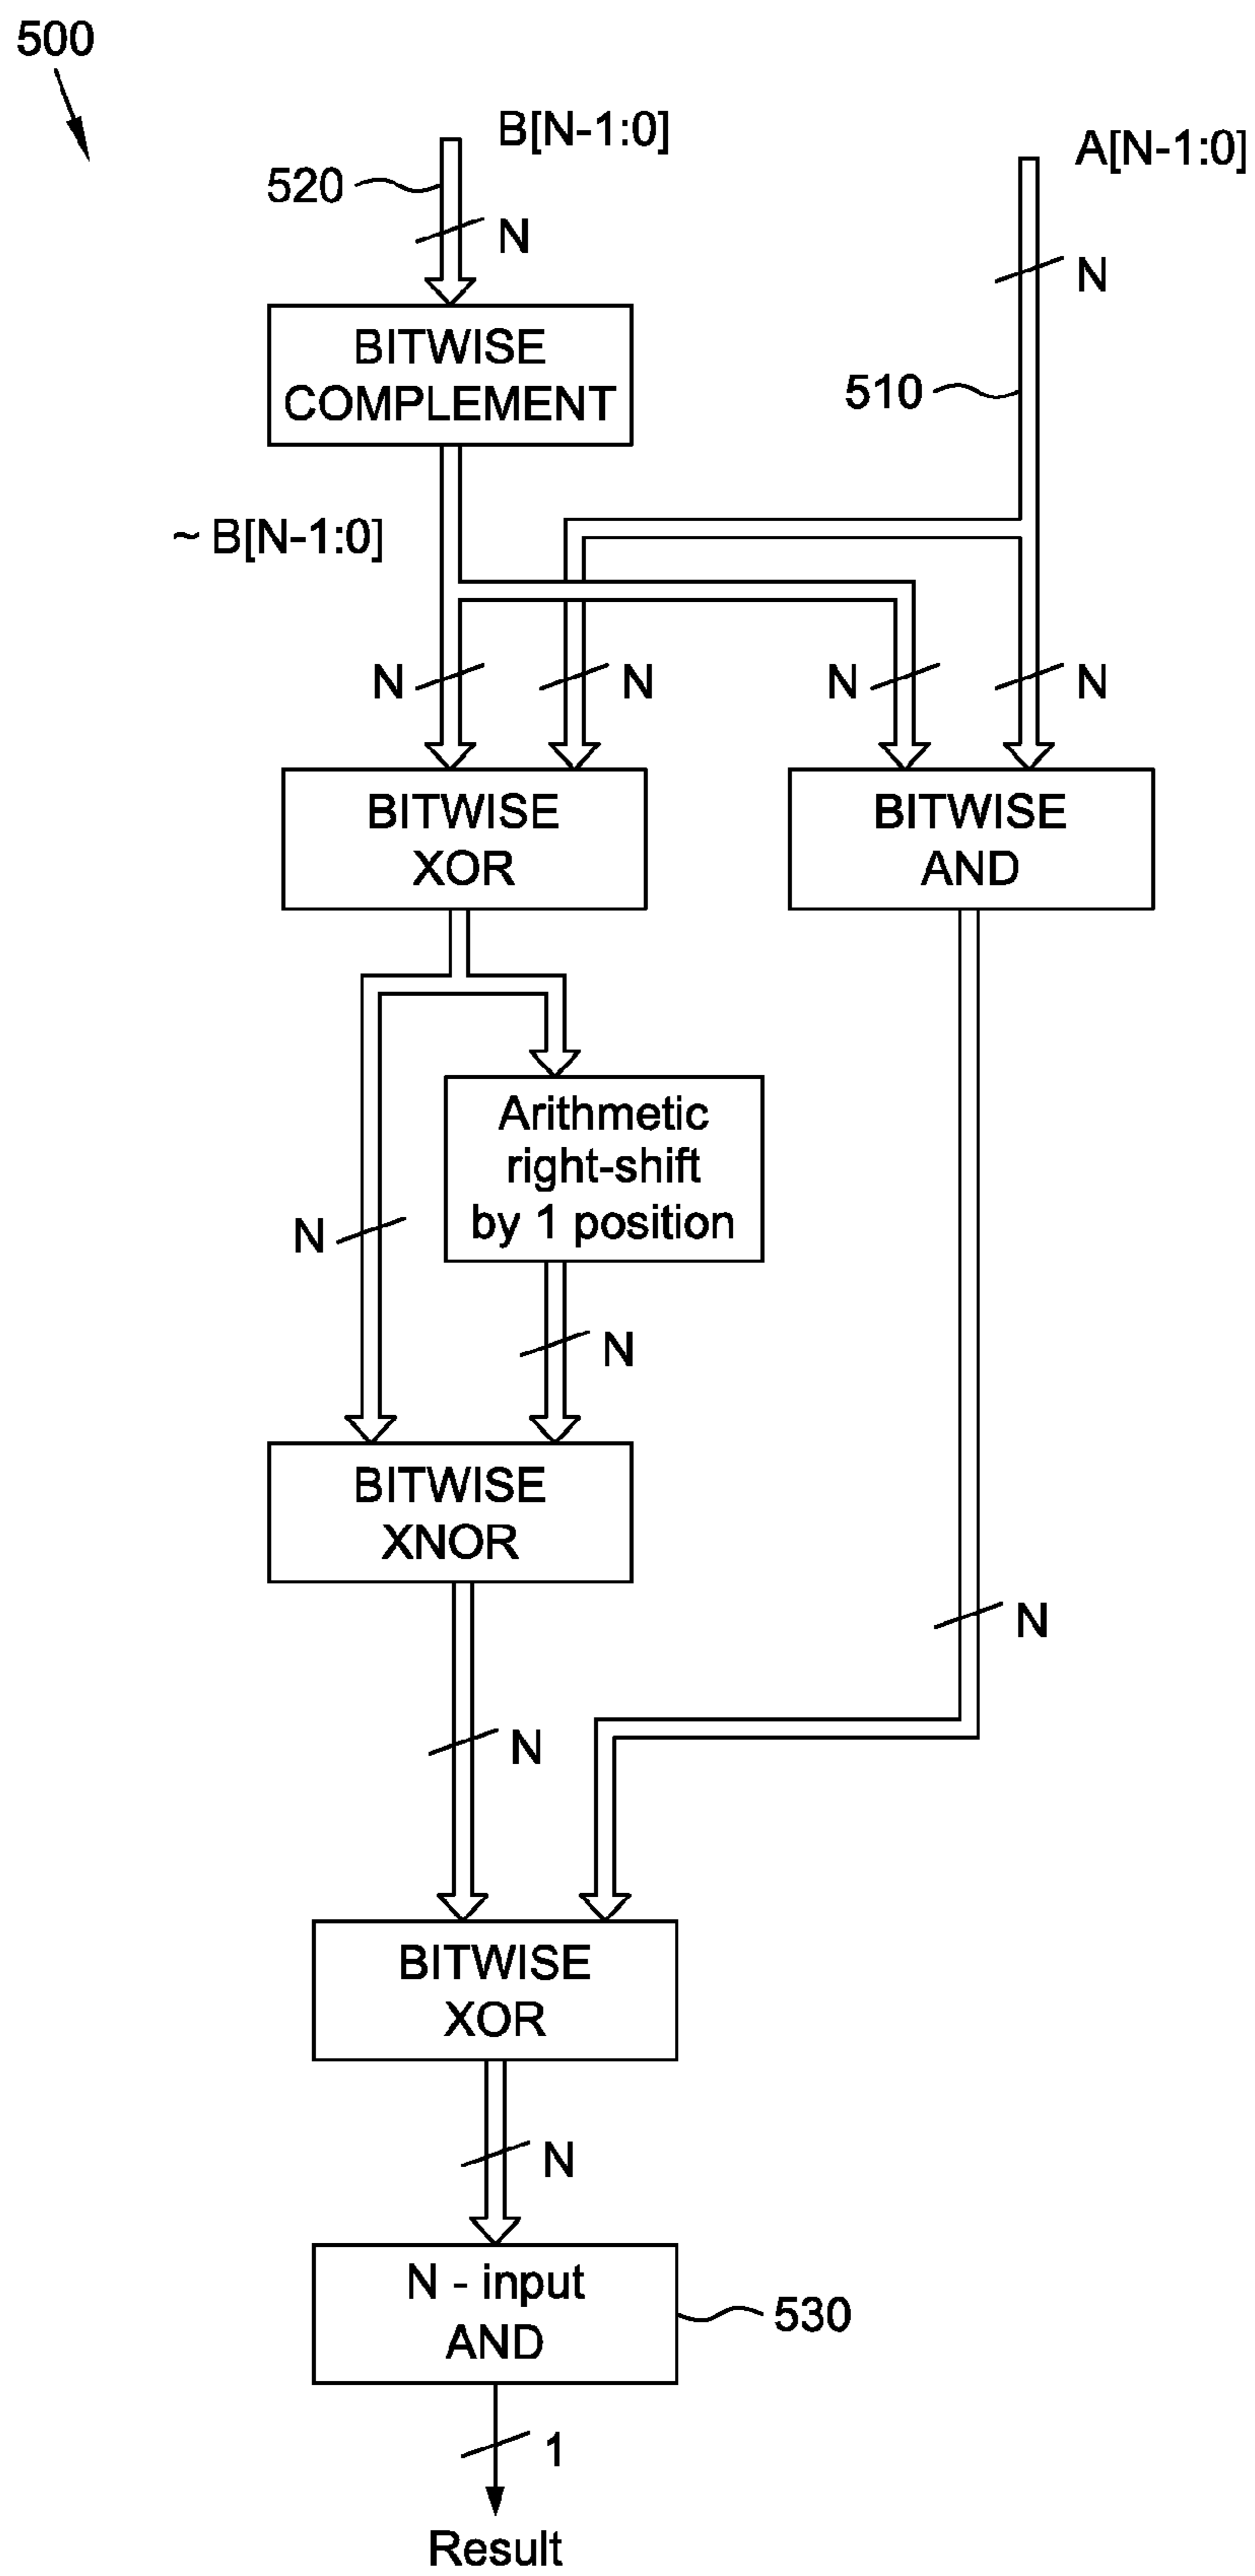 500
B[N-1:0]
A[N-1:0]
520
N
N
BITWISE
COMPLEMENT
510
~ B[N-1:0]
N
N
N
N
BITWISE
XOR
BITWISE
AND
Arithmetic
right-shift
by 1 position
N
N
BITWISE
XNOR
N
N
BITWISE
XOR
N
N - input
AND
530
1
Result